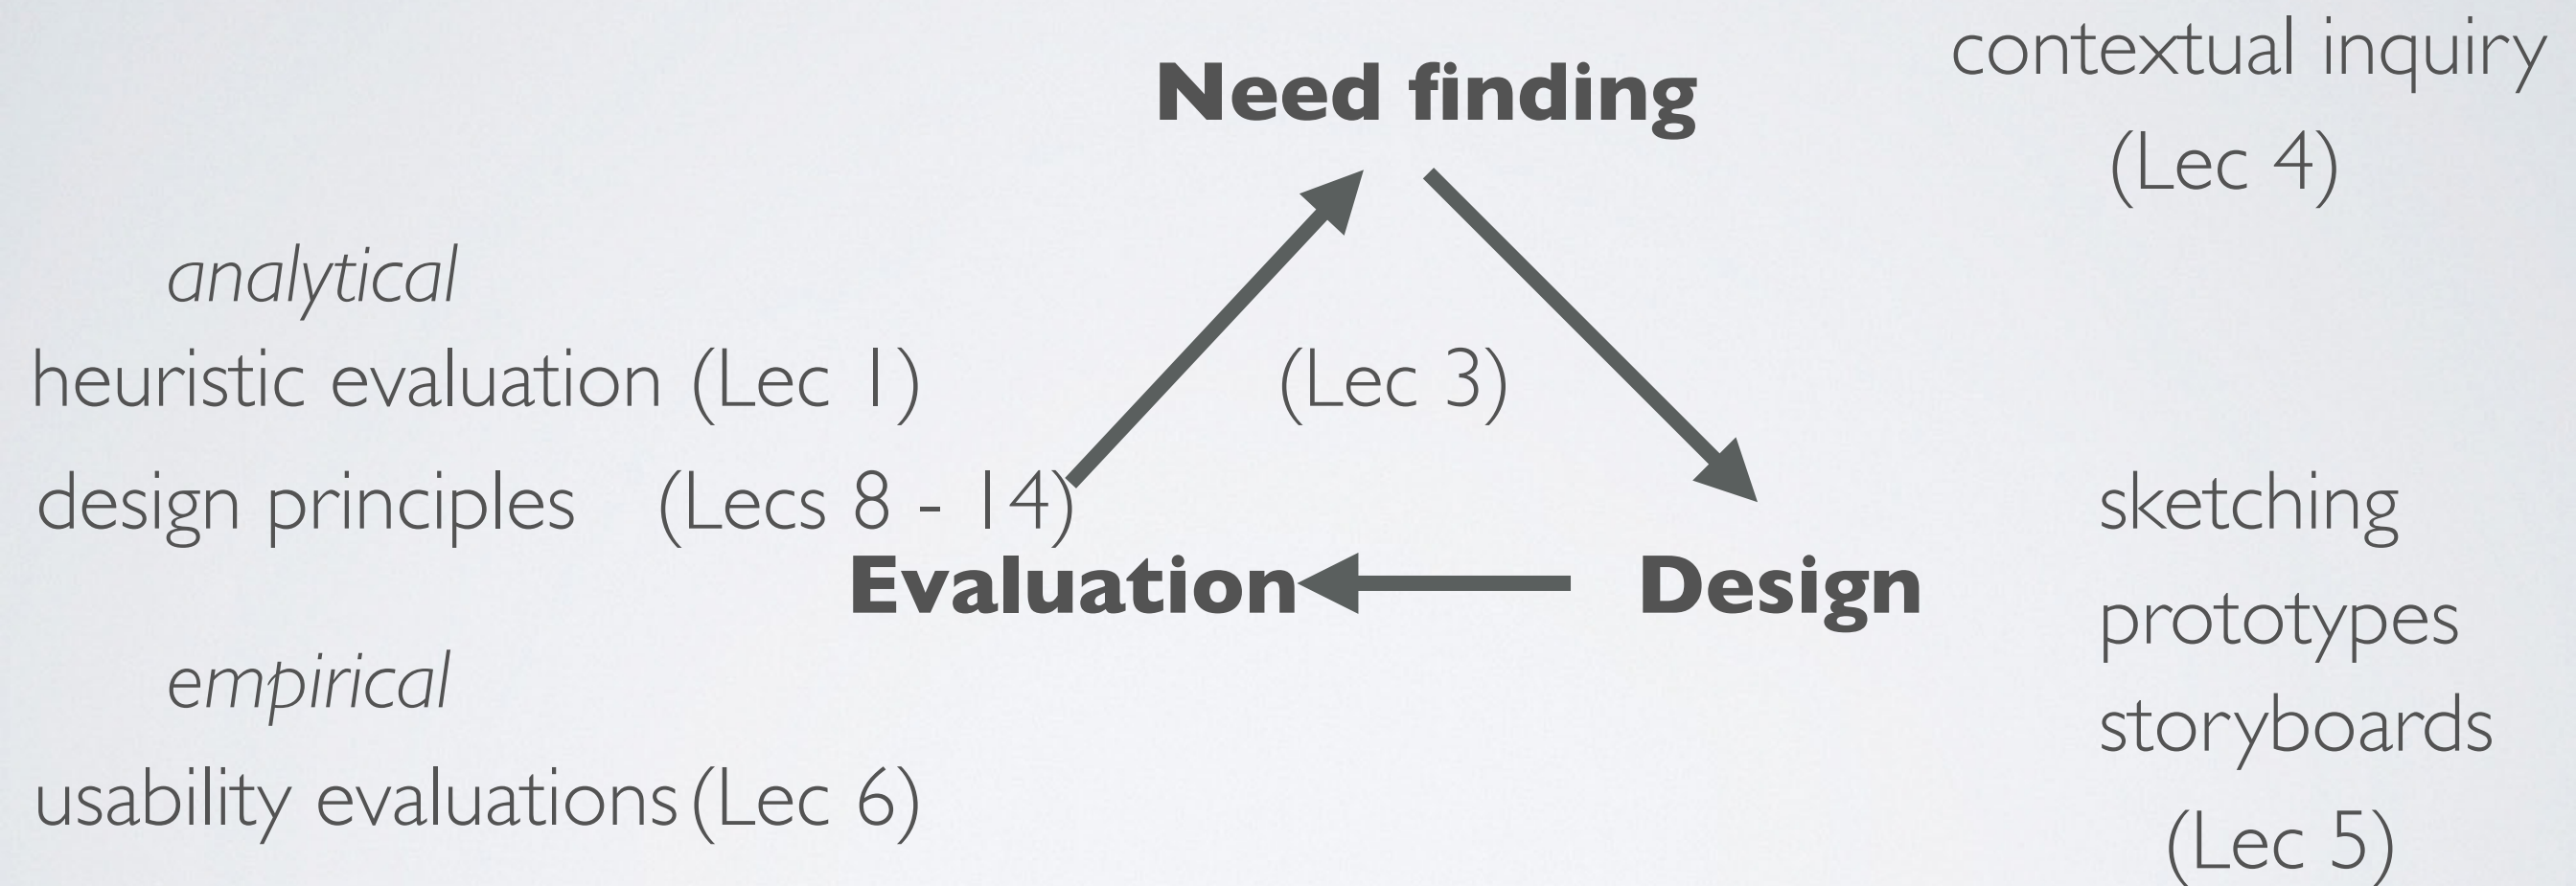 contextual inquiry
Need finding
(Lec 4)
analytical
heuristic evaluation (Lec 1)
(Lec 3)
design principles (Lecs 8 - 14)
sketching
Evaluation
Design
prototypes
empirical
storyboards
usability evaluations (Lec 6)
(Lec 5)